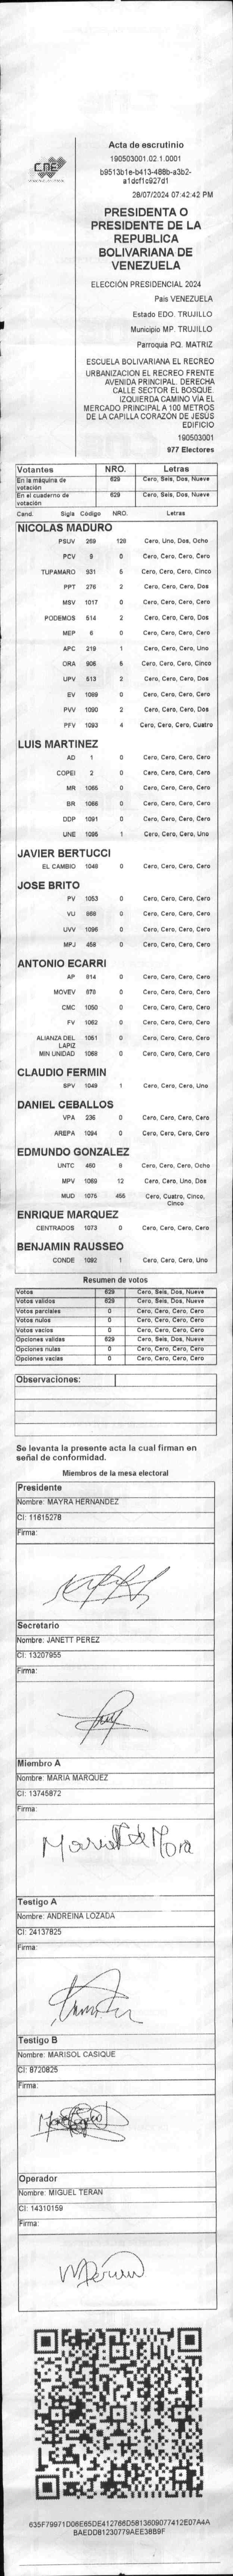 CNE
Acta de escrutinio
190503001.02.1.0001
b9513b1e-b413-488b-a3b2-
a1dcf1c927d1
28/07/2024 07:42:42 PM
PRESIDENTA O
PRESIDENTE DE LA
REPUBLICA
BOLIVARIANA DE
VENEZUELA
ELECCIÓN PRESIDENCIAL 2024
País VENEZUELA
Estado EDO. TRUJILLO
Municipio MP. TRUJILLO
Parroquia PQ. MATRIZ
ESCUELA BOLIVARIANA EL RECREO
URBANIZACION EL RECREO FRENTE
AVENIDA PRINCIPAL. DERECHA
CALLE SECTOR EL BOSQUE.
IZQUIERDA CAMINO VIA EL
MERCADO PRINCIPAL A 100 METROS
DE LA CAPILLA CORAZÓN DE JESÚS
EDIFICIO
190503001
977 Electores
Votantes NRO. Letras
En la máquina de votación 629 Cero, Seis, Dos, Nueve
En el cuaderno de votación 629 Cero, Seis, Dos, Nueve
Cand. Sigla Código NRO. Letras
NICOLAS MADURO
PSUV 269 128 Cero, Uno, Dos, Ocho
PCV 9 0 Cero, Cero, Cero, Cero
TUPAMARO 931 5 Cero, Cero, Cero, Cinco
PPT 276 2 Cero, Cero, Cero, Dos
MSV 1017 0 Cero, Cero, Cero, Cero
PODEMOS 514 2 Cero, Cero, Cero, Dos
MEP 6 0 Cero, Cero, Cero, Cero
APC 219 1 Cero, Cero, Cero, Uno
ORA 906 5 Cero, Cero, Cero, Cinco
UPV 513 2 Cero, Cero, Cero, Dos
EV 1099 0 Cero, Cero, Cero, Cero
PVV 1090 2 Cero, Cero, Cero, Dos
PFV 1093 4 Cero, Cero, Cero, Cuatro
LUIS MARTINEZ
AD 1 0 Cero, Cero, Cero, Cero
COPEI 2 0 Cero, Cero, Cero, Cero
MR 1065 0 Cero, Cero, Cero, Cero
BR 1066 0 Cero, Cero, Cero, Cero
DDP 1091 0 Cero, Cero, Cero, Cero
UNE 1095 1 Cero, Cero, Cero, Uno
JAVIER BERTUCCI
EL CAMBIO 1048 0 Cero, Cero, Cero, Cero
JOSE BRITO
PV 1053 0 Cero, Cero, Cero, Cero
VU 868 0 Cero, Cero, Cero, Cero
UVV 1096 0 Cero, Cero, Cero, Cero
MPJ 458 0 Cero, Cero, Cero, Cero
ANTONIO ECARRI
AP 814 0 Cero, Cero, Cero, Cero
MOVEV 878 0 Cero, Cero, Cero, Cero
CMC 1050 0 Cero, Cero, Cero, Cero
FV 1062 0 Cero, Cero, Cero, Cero
ALIANZA DEL LAPIZ 1051 0 Cero, Cero, Cero, Cero
MIN UNIDAD 1068 0 Cero, Cero, Cero, Cero
CLAUDIO FERMIN
SPV 1049 1 Cero, Cero, Cero, Uno
DANIEL CEBALLOS
VPA 236 0 Cero, Cero, Cero, Cero
AREPA 1094 0 Cero, Cero, Cero, Cero
EDMUNDO GONZALEZ
UNTC 460 8 Cero, Cero, Cero, Ocho
MPV 1069 12 Cero, Cero, Uno, Dos
MUD 1075 455 Cero, Cuatro, Cinco, Cinco
ENRIQUE MARQUEZ
CENTRADOS 1073 0 Cero, Cero, Cero, Cero
BENJAMIN RAUSSEO
CONDE 1092 1 Cero, Cero, Cero, Uno
Resumen de votos
Votos 629 Cero, Seis, Dos, Nueve
Votos validos 629 Cero, Seis, Dos, Nueve
Votos parciales 0 Cero, Cero, Cero, Cero
Votos nulos 0 Cero, Cero, Cero, Cero
Votos vacios 0 Cero, Cero, Cero, Cero
Opciones validas 629 Cero, Seis, Dos, Nueve
Opciones nulas 0 Cero, Cero, Cero, Cero
Opciones vacias 0 Cero, Cero, Cero, Cero
Observaciones:
Se levanta la presente acta la cual firman en
señal de conformidad.
Miembros de la mesa electoral
Presidente
Nombre: MAYRA HERNANDEZ
CI: 11615278
Firma:
Secretario
Nombre: JANETT PEREZ
CI: 13207955
Firma:
Miembro A
Nombre: MARIA MARQUEZ
CI: 13745872
Firma:
Testigo A
Nombre: ANDREINA LOZADA
CI: 24137825
Firma:
Testigo B
Nombre: MARISOL CASIQUE
CI: 8720825
Firma:
Operador
Nombre: MIGUEL TERAN
CI: 14310159
Firma:
635F79971D06E65DE412766D5813609077412E07A4A
BAEDD81230779AEE38B9F